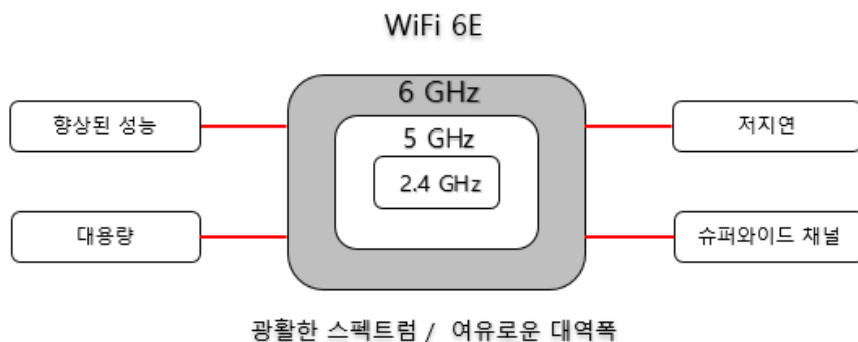 WiFi 6E
6 GHz
향상된 성능
저지연
5 GHz
2.4 GHz
대용량
슈퍼와이드 채널
광활한 스펙트럼 / 여유로운 대역폭